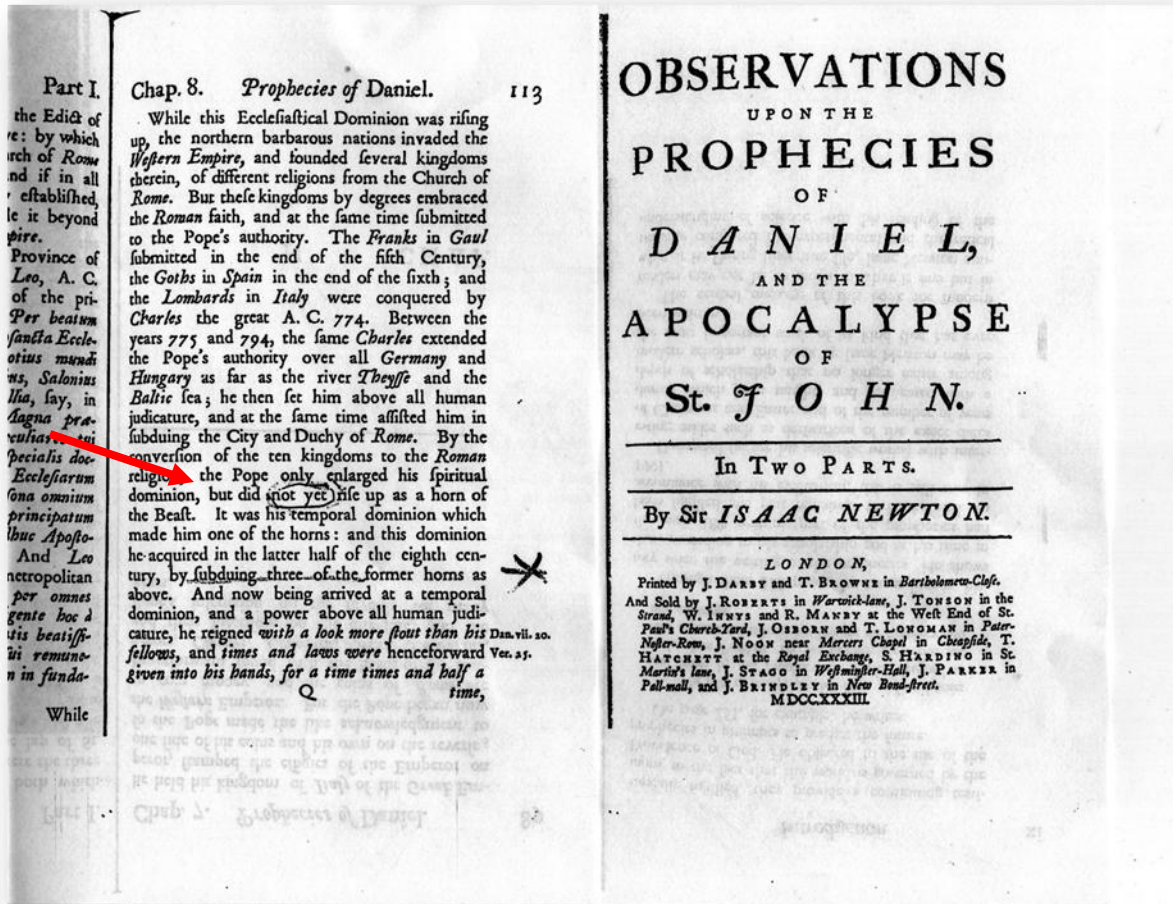 Part I.
the Edict of
: by which
rch of Rome
nd if in all
eſtabliſhed,
le it beyond
pire.
Province of
Leo, A. C.
of the pri-
Per beatum
ſancta Eccle-
otius mundi
Salonius
ſay, in
Magna præ-
ſpecialis doc-
Eccleſiarum
ſona omnium
principatum
huc Apoſto-
And Leo
metropolitan
per omnes
gente hoc à
tis beatiſſi-
remune-
n in funda-
While
Chap. 8. Prophecies of Daniel. 113
While this Eccleſiaſtical Dominion was riſing
up, the northern barbarous nations invaded the
Weſtern Empire, and founded ſeveral kingdoms
therein, of different religions from the Church of
Rome. But theſe kingdoms by degrees embraced
the Roman faith, and at the ſame time ſubmitted
to the Pope's authority. The Franks in Gaul
ſubmitted in the end of the fifth Century,
the Goths in Spain in the end of the ſixth; and
the Lombards in Italy were conquered by
Charles the great A. C. 774. Between the
years 775 and 794, the ſame Charles extended
the Pope's authority over all Germany and
Hungary as far as the river Theyſſe and the
Baltic ſea; he then ſet him above all human
judicature, and at the ſame time aſſiſted him in
ſubduing the City and Duchy of Rome. By the
converſion of the ten kingdoms to the Roman
religi the Pope only enlarged his ſpiritual
dominion, but did not yet riſe up as a horn of
the Beaſt. It was his temporal dominion which
made him one of the horns: and this dominion
he acquired in the latter half of the eighth cen-
tury, by ſubduing three of the former horns as
above. And now being arrived at a temporal
dominion, and a power above all human judi-
cature, he reigned with a look more ſtout than his Dan. vii. 20.
fellows, and times and laws were henceforward Ver. 25.
given into his hands, for a time times and half a
Q time,
OBSERVATIONS
UPON THE
PROPHECIES
OF
DANIEL,
AND THE
APOCALYPSE
OF
St. JOHN.
In TWO PARTS.
By Sir ISAAC NEWTON.
LONDON,
Printed by J. DARBY and T. BROWNE in Bartholomew-Cloſe.
And Sold by J. ROBERTS in Warwick-lane, J. TONSON in the
Strand, W. INNYS and R. MANBY at the Weſt End of St.
Paul's Church-Yard, J. OSBORN and T. LONGMAN in Pater-
Noſter-Row, J. NOON near Mercers Chapel in Cheapſide, T.
HATCHETT at the Royal Exchange, S. HARDING in St.
Martin's lane, J. STAGG in Weſtminſter-Hall, J. PARKER in
Pall-mall, and J. BRINDLEY in New Bond-ſtreet.
MDCC.XXXIII.